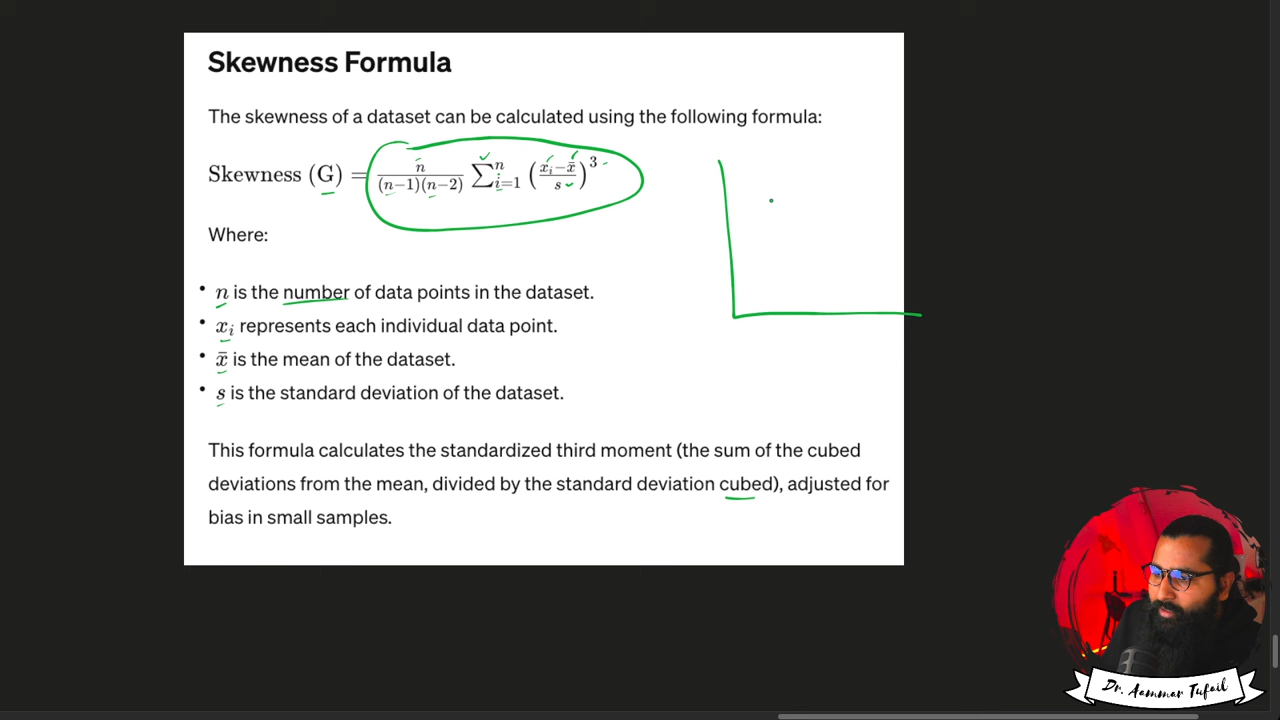 Skewness Formula
The skewness of a dataset can be calculated using the following formula:
Skewness (G) = n/((n−1)(n−2)) ∑ⁿᵢ₌₁ ((xᵢ−x̄)/s)³
Where:
• n is the number of data points in the dataset.
• xᵢ represents each individual data point.
• x̄ is the mean of the dataset.
• s is the standard deviation of the dataset.
This formula calculates the standardized third moment (the sum of the cubed
deviations from the mean, divided by the standard deviation cubed), adjusted for
bias in small samples.
Dr. Aammar Tufail